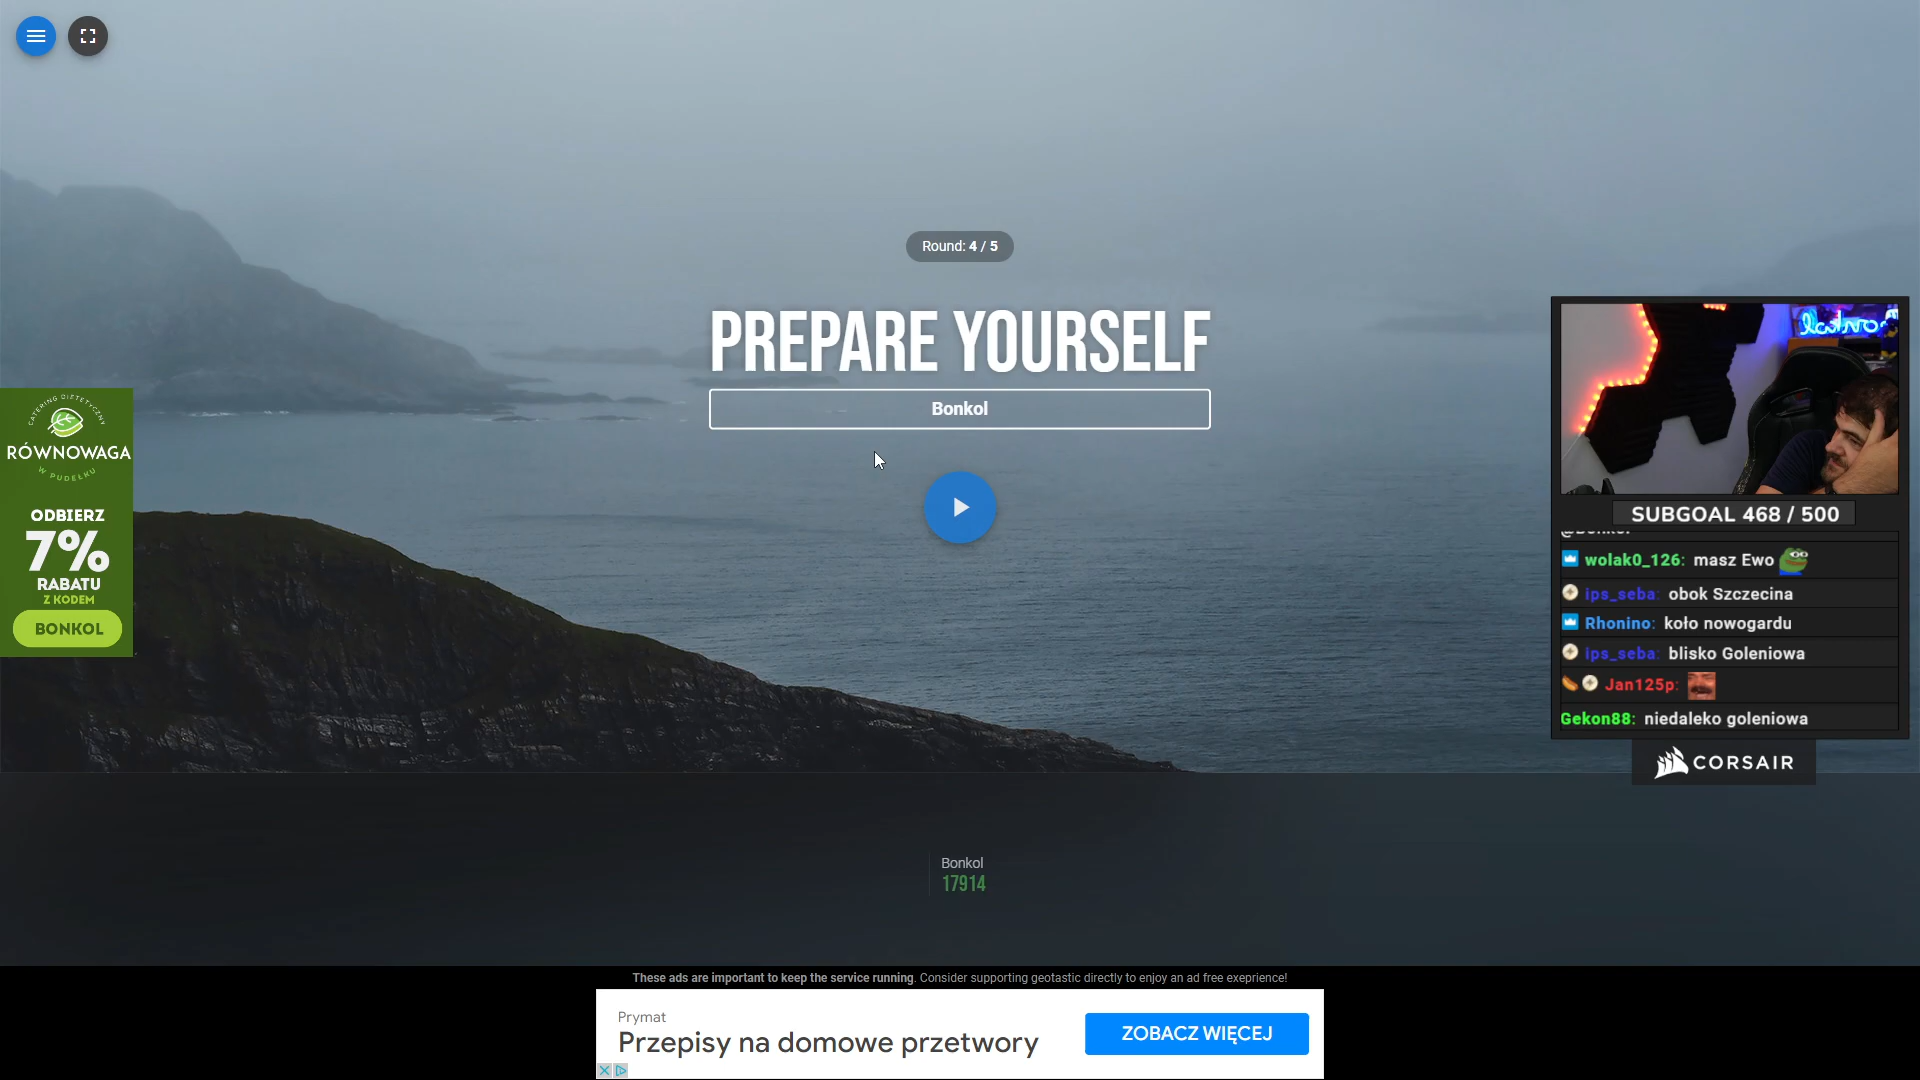 Round: 4 / 5
PREPARE YOURSELF
Bonkol
CATERING DIETETYCZNY
RÓWNOWAGA
W PUDEŁKU
ODBIERZ
7%
RABATU
Z KODEM
BONKOL
SUBGOAL 468 / 500
wolak0_126: masz Ewo
ips_seba: obok Szczecina
Rhonino: koło nowogardu
ips_seba: blisko Goleniowa
Jan125p:
Gekon88: niedaleko goleniowa
CORSAIR
Bonkol
17914
These ads are important to keep the service running. Consider supporting geotastic directly to enjoy an ad free exeprience!
Prymat
Przepisy na domowe przetwory
ZOBACZ WIĘCEJ